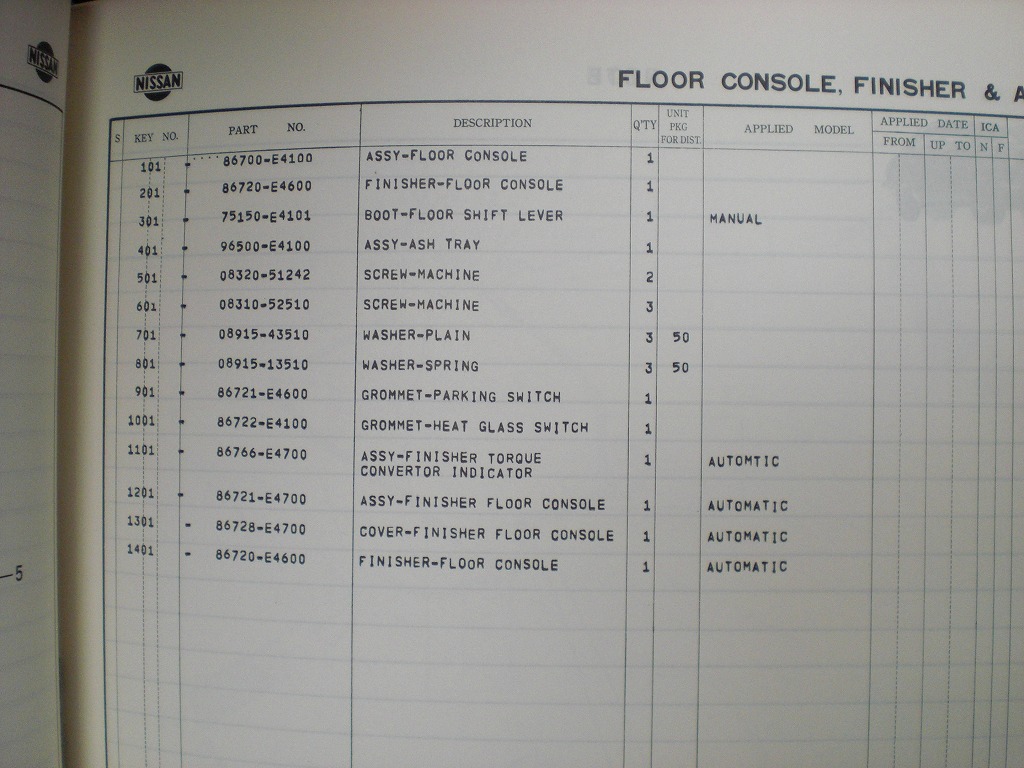 NISSAN
NISSAN
FLOOR CONSOLE, FINISHER & A
S KEY NO. PART NO. DESCRIPTION Q'TY UNIT PKG FOR DIST. APPLIED MODEL APPLIED DATE FROM UP TO ICA N F
101 - 86700-E4100 ASSY-FLOOR CONSOLE 1
201 - 86720-E4600 FINISHER-FLOOR CONSOLE 1
301 - 75150-E4101 BOOT-FLOOR SHIFT LEVER 1 MANUAL
401 - 96500-E4100 ASSY-ASH TRAY 1
501 - 08320-51242 SCREW-MACHINE 2
601 - 08310-52510 SCREW-MACHINE 3
701 - 08915-43510 WASHER-PLAIN 3 50
801 - 08915-13510 WASHER-SPRING 3 50
901 - 86721-E4600 GROMMET-PARKING SWITCH 1
1001 - 86722-E4100 GROMMET-HEAT GLASS SWITCH 1
1101 - 86766-E4700 ASSY-FINISHER TORQUE 1 AUTOMTIC
CONVERTOR INDICATOR
1201 - 86721-E4700 ASSY-FINISHER FLOOR CONSOLE 1 AUTOMATIC
1301 - 86728-E4700 COVER-FINISHER FLOOR CONSOLE 1 AUTOMATIC
1401 - 86720-E4600 FINISHER-FLOOR CONSOLE 1 AUTOMATIC
-5